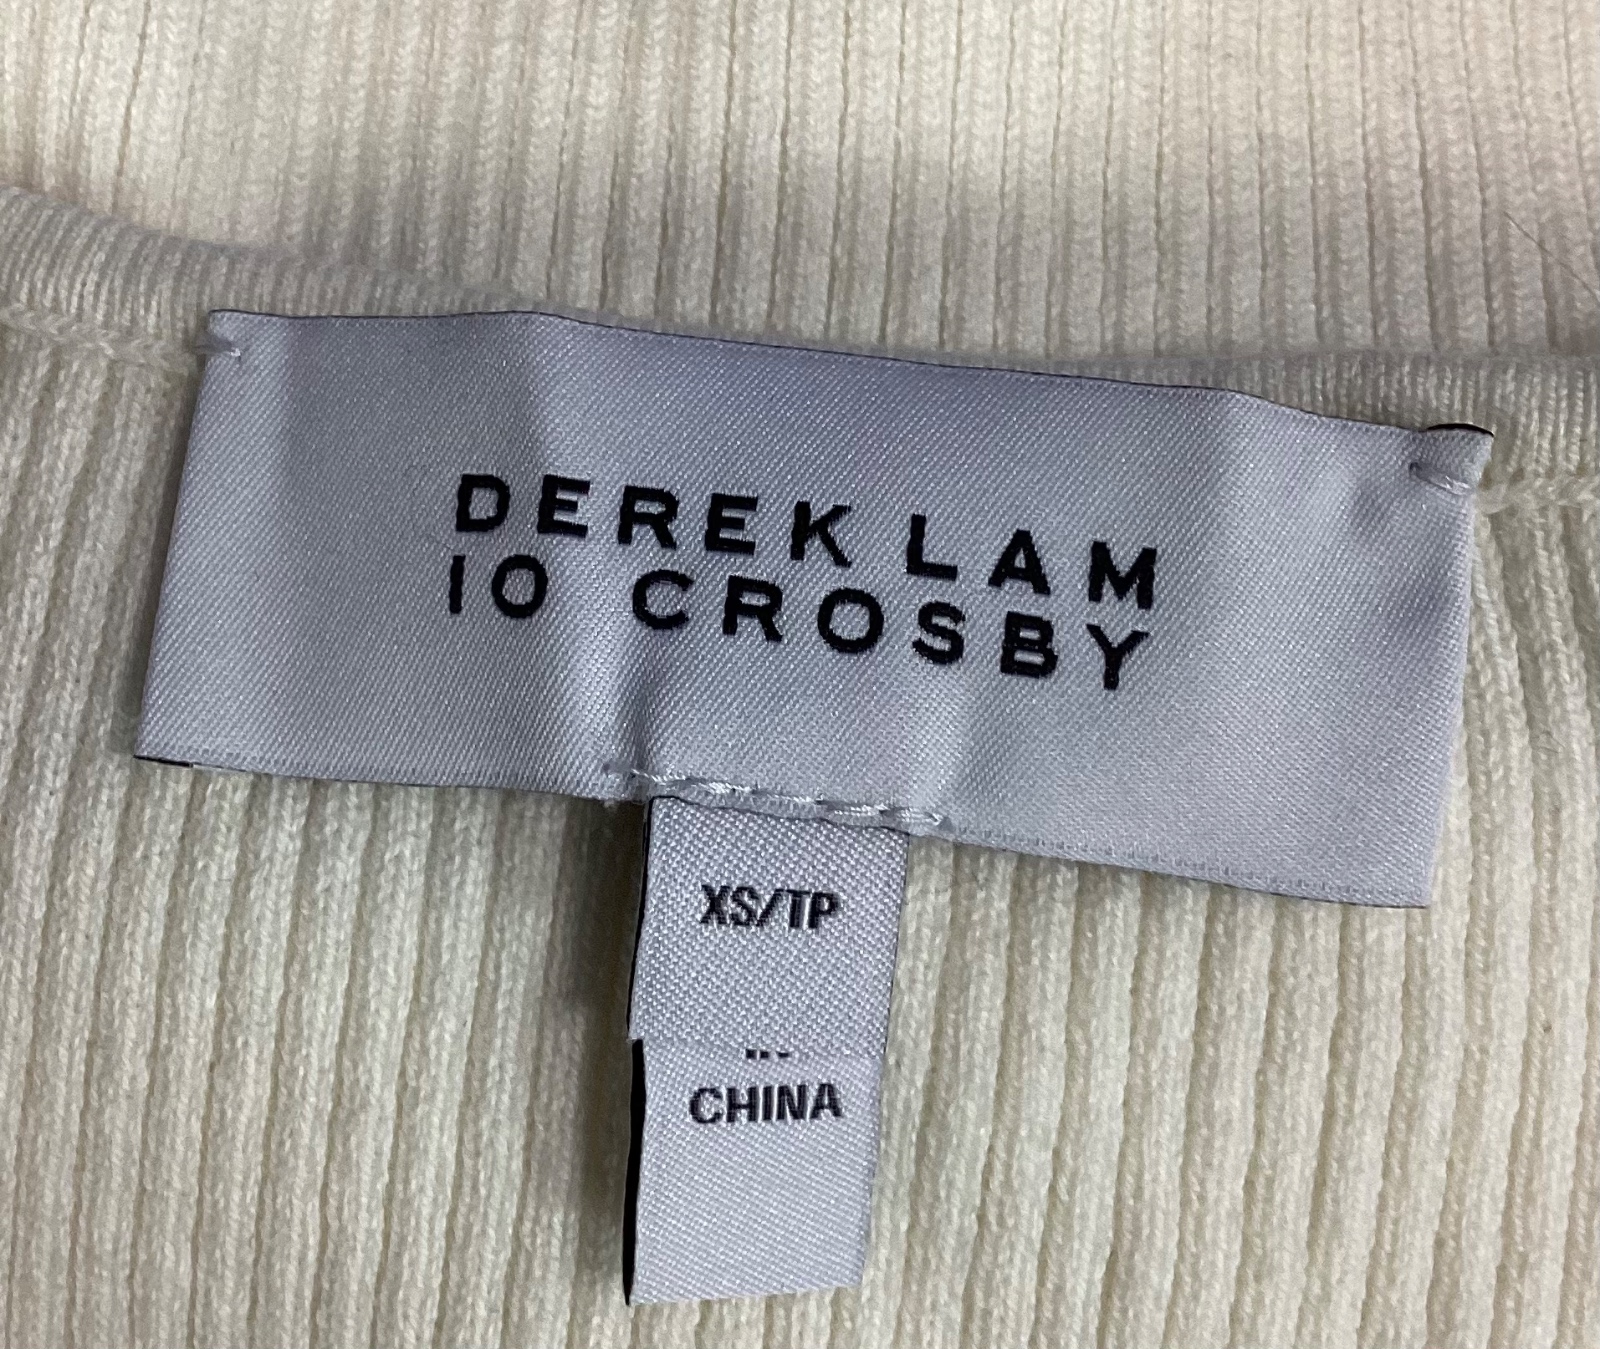 DEREK LAM
10 CROSBY
XS/TP
CHINA